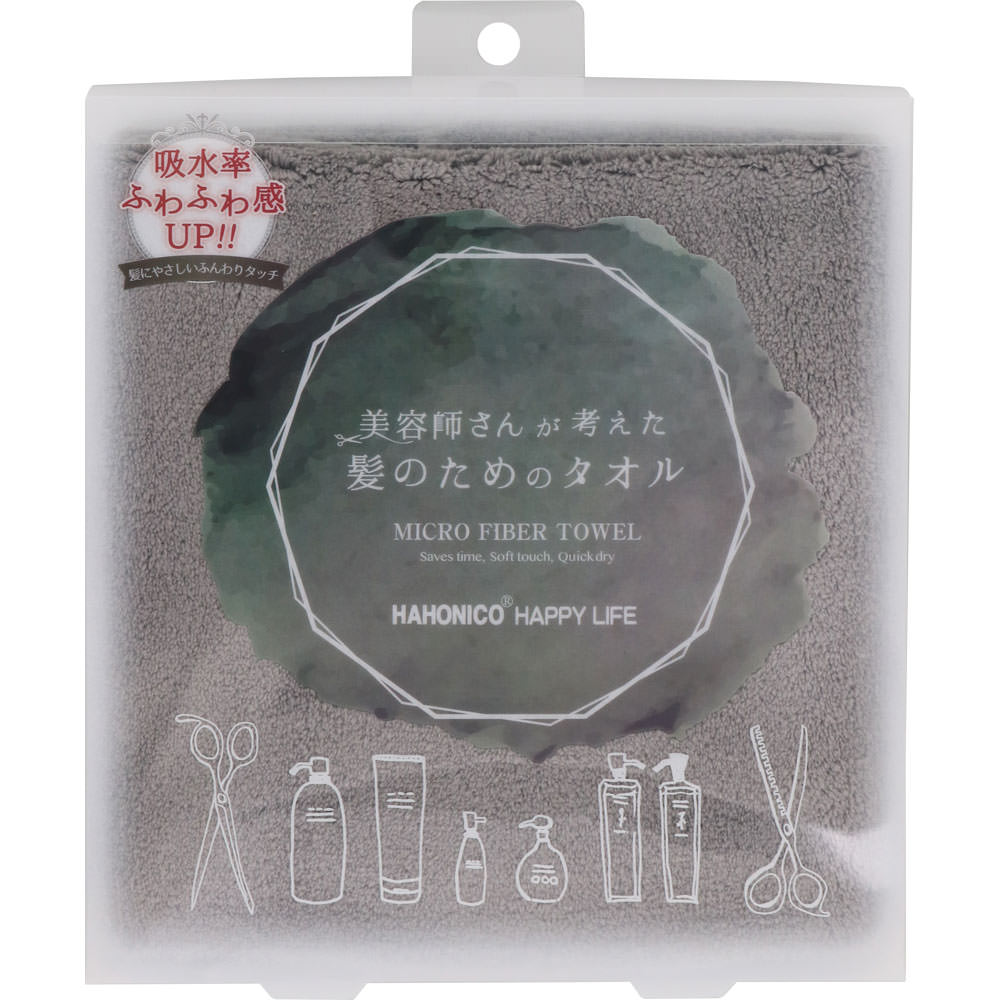 吸水率
ふわふわ感
UP!!
髪にやさしいふんわりタッチ
美容師さんが考えた
髪のためのタオル
MICRO FIBER TOWEL
Saves time, Soft touch, Quick dry
HAHONICO® HAPPY LIFE